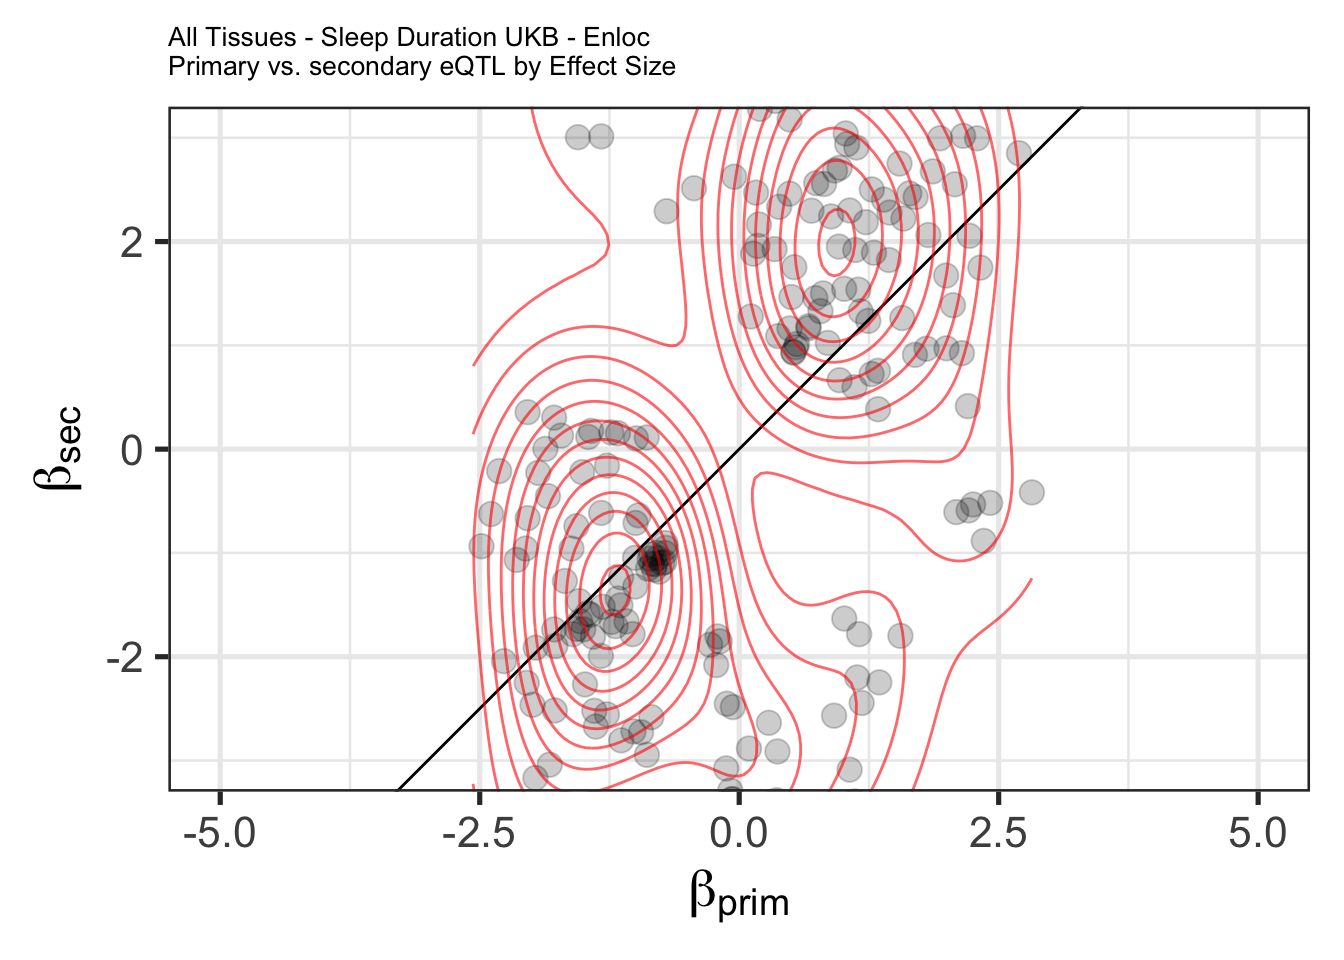 All Tissues - Sleep Duration UKB - Enloc
Primary vs. secondary eQTL by Effect Size
βsec
2
0
-2
-5.0 -2.5 0.0 2.5 5.0
βprim